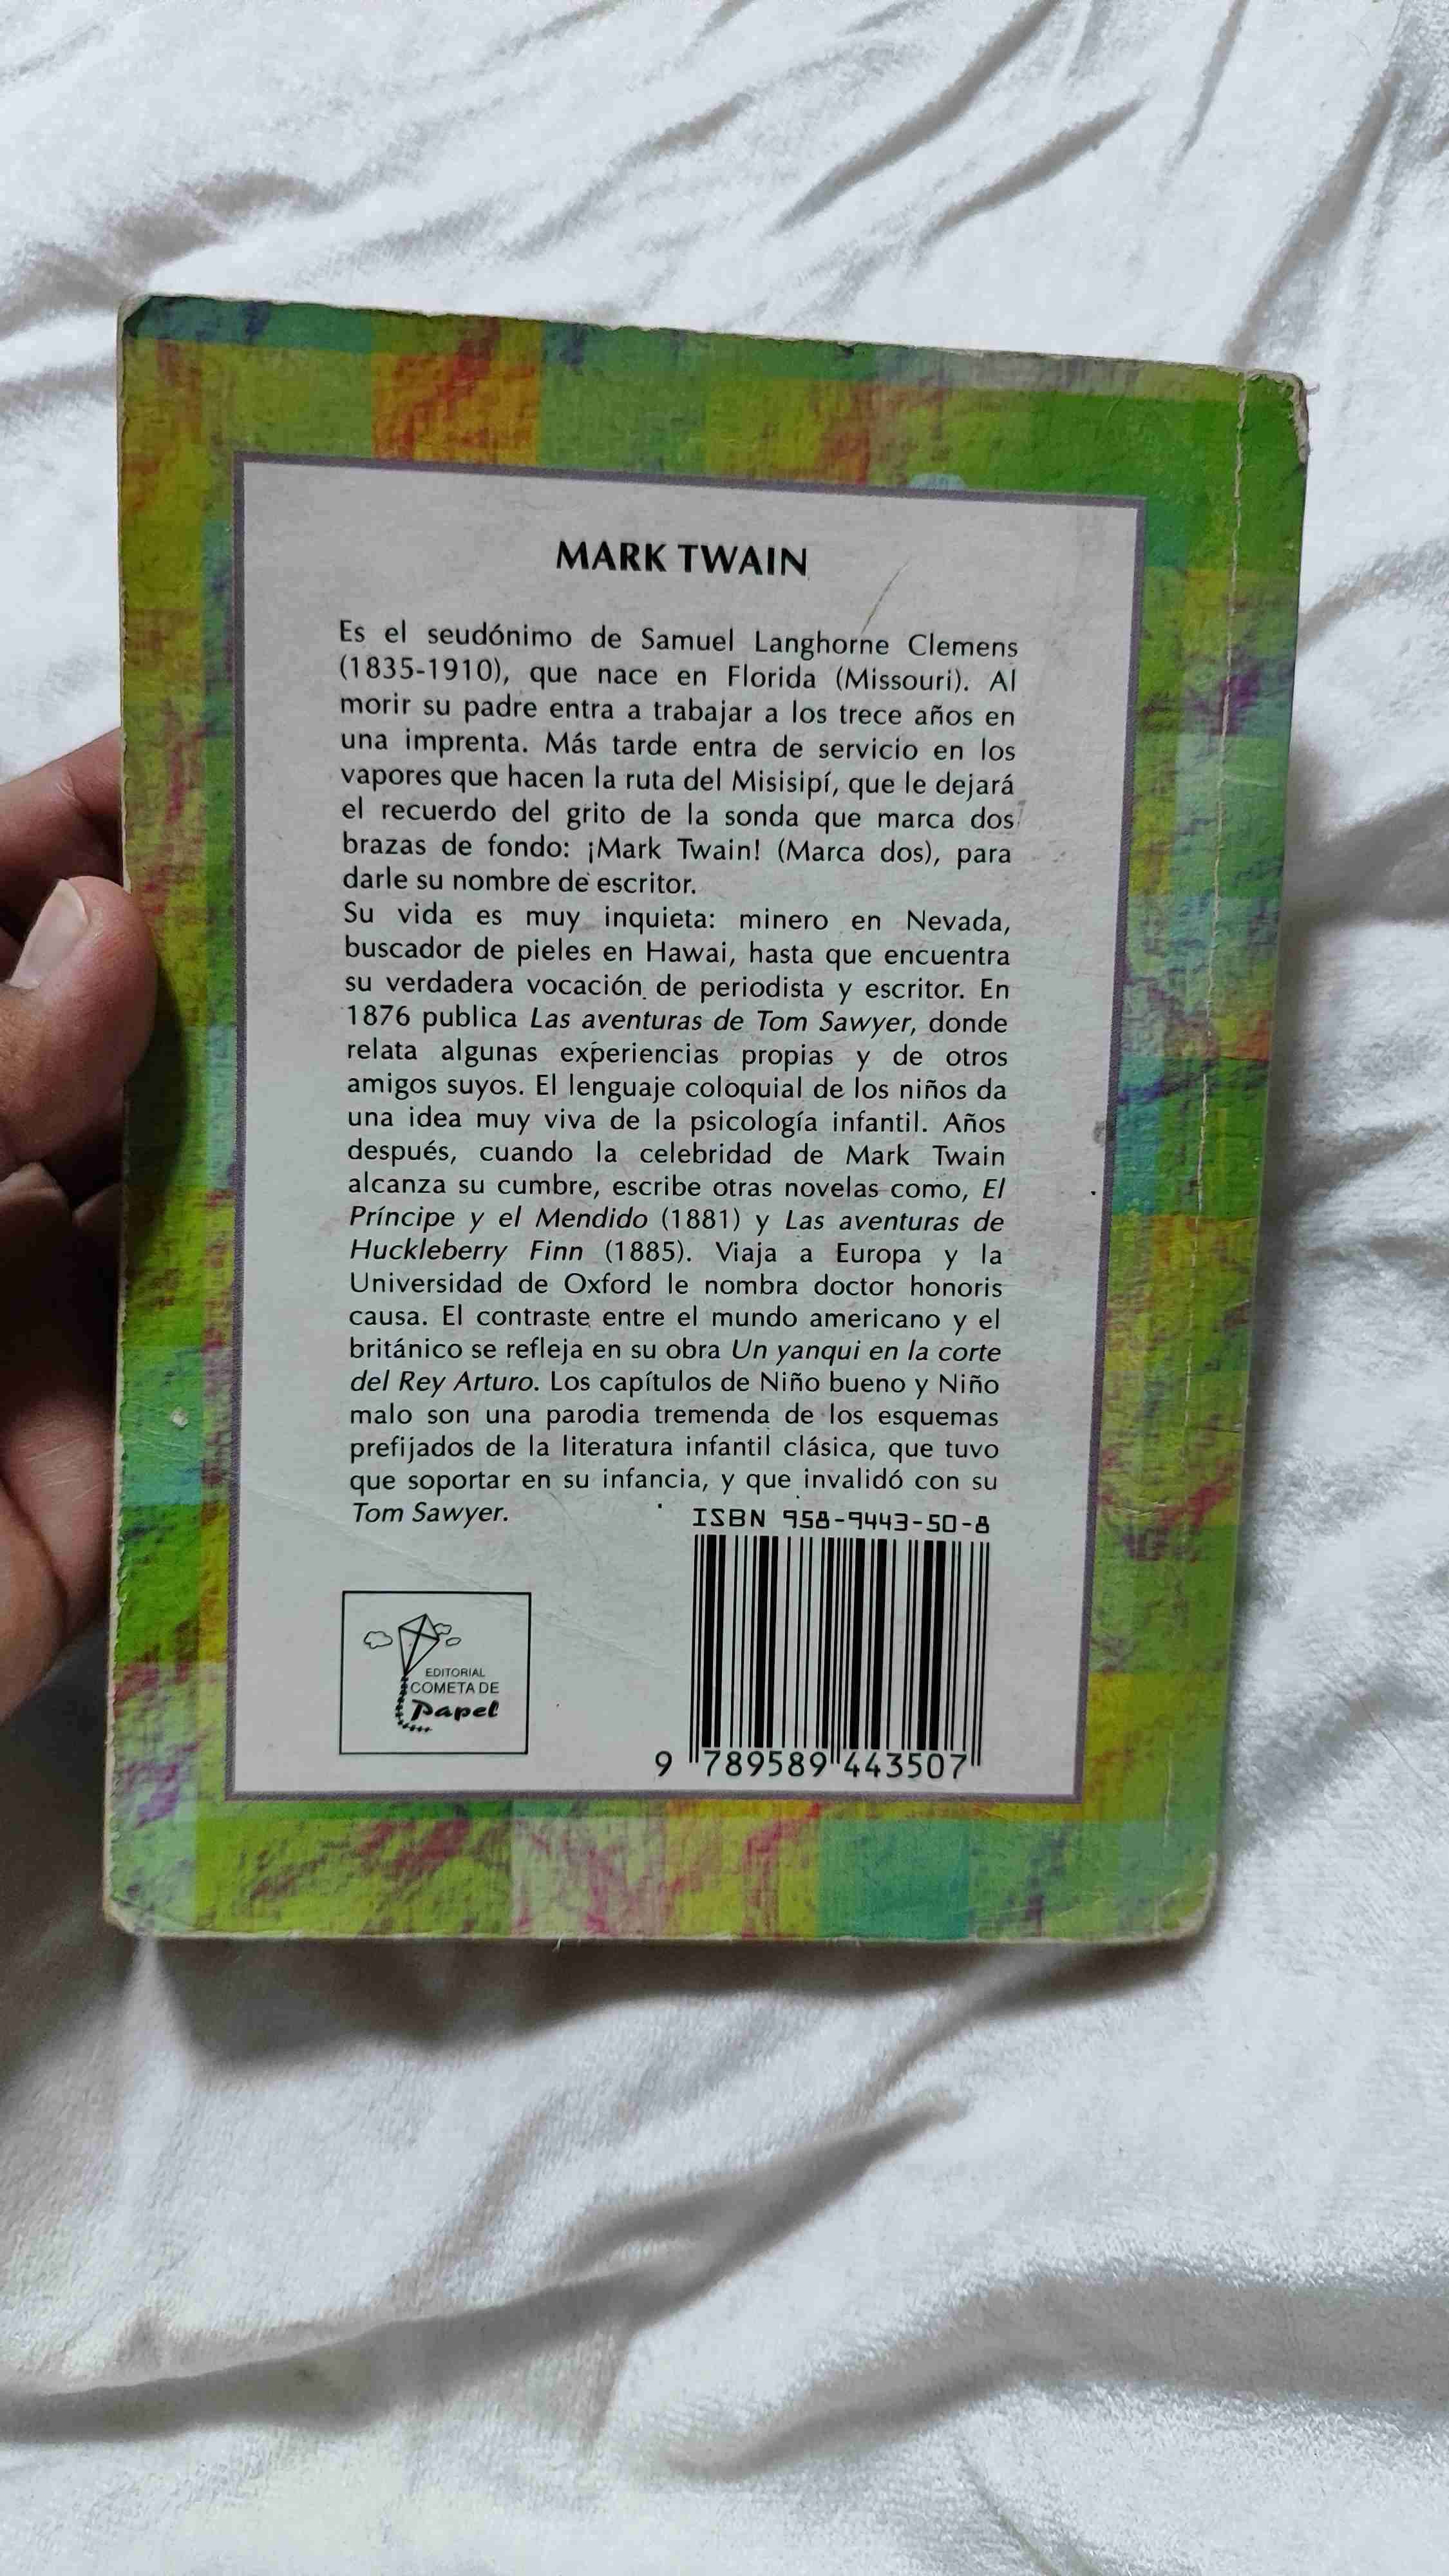 MARK TWAIN
Es el seudónimo de Samuel Langhorne Clemens
(1835-1910), que nace en Florida (Missouri). Al
morir su padre entra a trabajar a los trece años en
una imprenta. Más tarde entra de servicio en los
vapores que hacen la ruta del Misisipí, que le dejará
el recuerdo del grito de la sonda que marca dos
brazas de fondo: ¡Mark Twain! (Marca dos), para
darle su nombre de escritor.
Su vida es muy inquieta: minero en Nevada,
buscador de pieles en Hawai, hasta que encuentra
su verdadera vocación de periodista y escritor. En
1876 publica Las aventuras de Tom Sawyer, donde
relata algunas experiencias propias y de otros
amigos suyos. El lenguaje coloquial de los niños da
una idea muy viva de la psicología infantil. Años
después, cuando la celebridad de Mark Twain
alcanza su cumbre, escribe otras novelas como, El
Príncipe y el Mendido (1881) y Las aventuras de
Huckleberry Finn (1885). Viaja a Europa y la
Universidad de Oxford le nombra doctor honoris
causa. El contraste entre el mundo americano y el
británico se refleja en su obra Un yanqui en la corte
del Rey Arturo. Los capítulos de Niño bueno y Niño
malo son una parodia tremenda de los esquemas
prefijados de la literatura infantil clásica, que tuvo
que soportar en su infancia, y que invalidó con su
Tom Sawyer.
ISBN 958-9443-50-8
EDITORIAL
COMETA DE
Papel
9 789589 443507